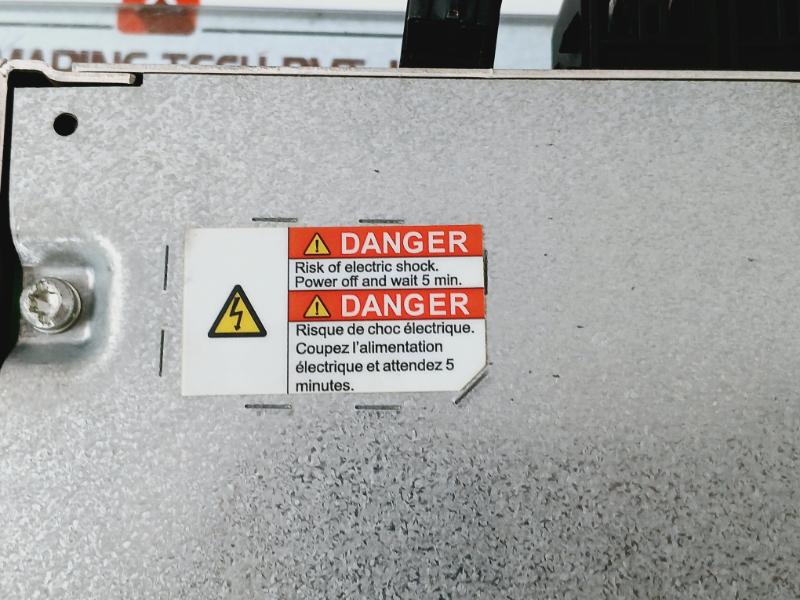 DANGER
Risk of electric shock.
Power off and wait 5 min.
DANGER
Risque de choc électrique.
Coupez l'alimentation
électrique et attendez 5
minutes.